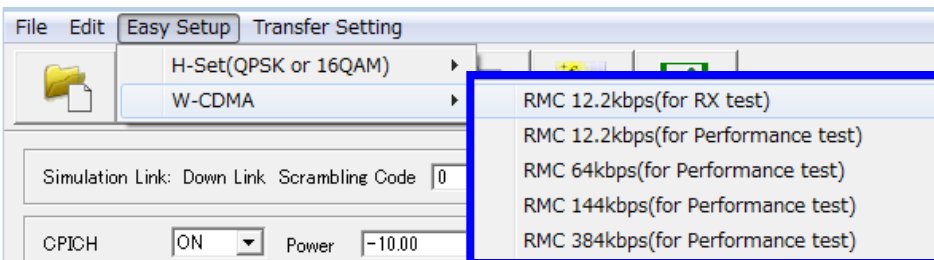 File Edit Easy Setup Transfer Setting
H-Set(QPSK or 16QAM)
W-CDMA
RMC 12.2kbps(for RX test)
RMC 12.2kbps(for Performance test)
RMC 64kbps(for Performance test)
RMC 144kbps(for Performance test)
RMC 384kbps(for Performance test)
Simulation Link: Down Link Scrambling Code 0
CPICH ON Power -10.00